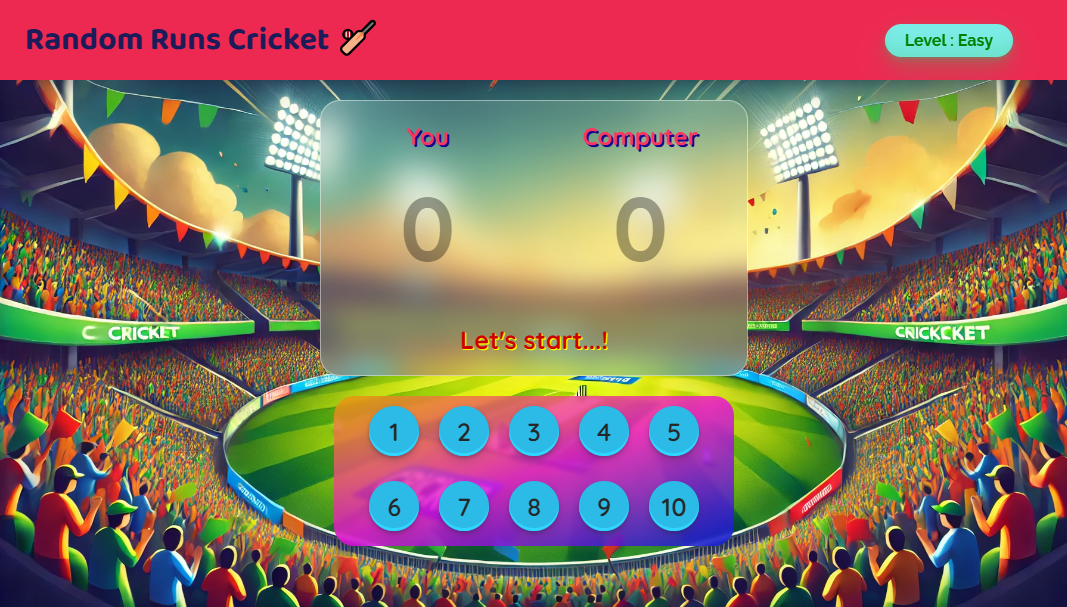 Random Runs Cricket
Level : Easy
You
Computer
0
0
CRICKET
CRICKCKET
Let's start...!
1 2 3 4 5
6 7 8 9 10